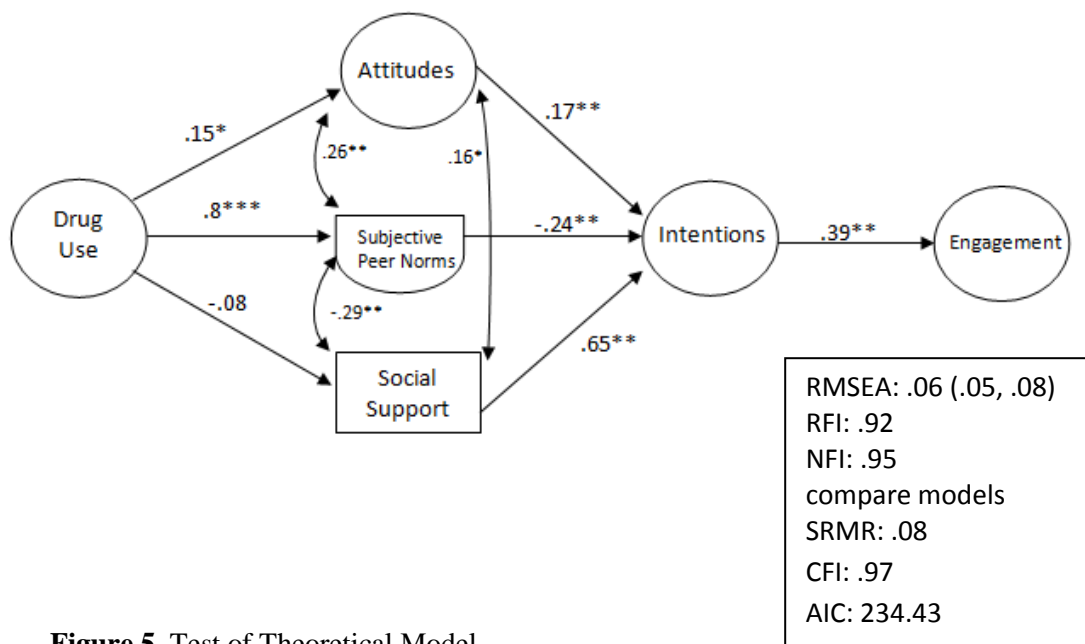 Attitudes
.15*
.17**
.26**
.16*
Drug
Use
.8***
Subjective
Peer Norms
-.24**
Intentions
.39**
Engagement
-.08
-.29**
.65**
Social
Support
RMSEA: .06 (.05, .08)
RFI: .92
NFI: .95
compare models
SRMR: .08
CFI: .97
AIC: 234.43
Figure 5. Test of Theoretical Model